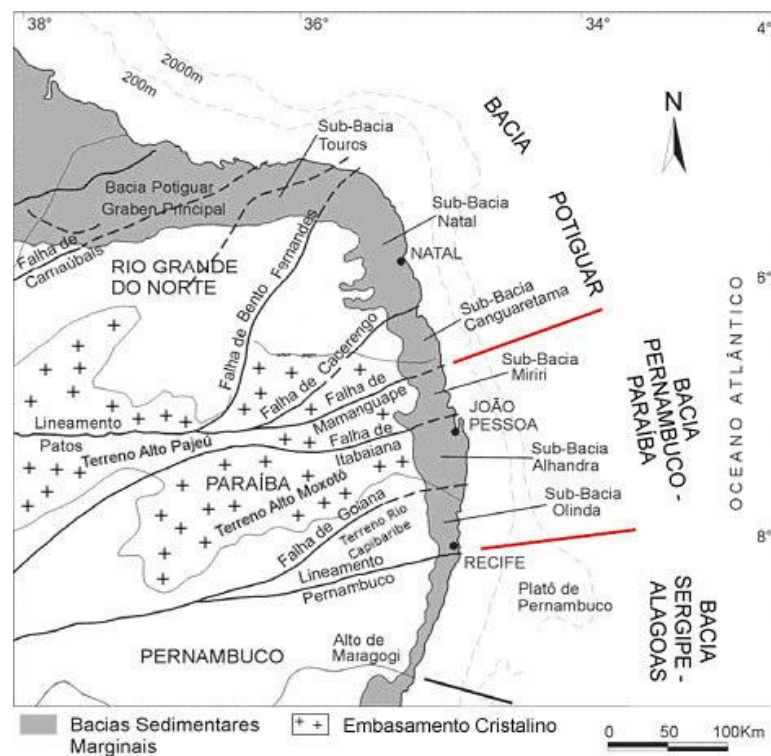 38°
36°
34°
4°
2000m
200m
BACIA
POTIGUAR
N
Sub-Bacia
Touros
Bacia Potiguar
Graben Principal
Sub-Bacia
Natal
NATAL
Falha de
Carnaúbais
RIO GRANDE
DO NORTE
Falha de Bento Fernandes
6°
Sub-Bacia
Canguaretama
Falha de Cacerengo
OCEANO ATLÂNTICO
Sub-Bacia
Miriri
Falha de
Mamanguape
BACIA
PERNAMBUCO -
PARAÍBA
JOÃO
PESSOA
Lineamento
Patos
Terreno Alto Pajeú
Falha de
Itabaiana
Sub-Bacia
Alhandra
PARAÍBA
Terreno Alto Moxotó
Sub-Bacia
Olinda
Falha de Goiana
Terreno Rio
Capibaribe
8°
RECIFE
Lineamento
Pernambuco
Platô de
Pernambuco
BACIA
SERGIPE -
ALAGOAS
PERNAMBUCO
Alto de
Maragogi
Bacias Sedimentares
Marginais
Embasamento Cristalino
0 50 100Km